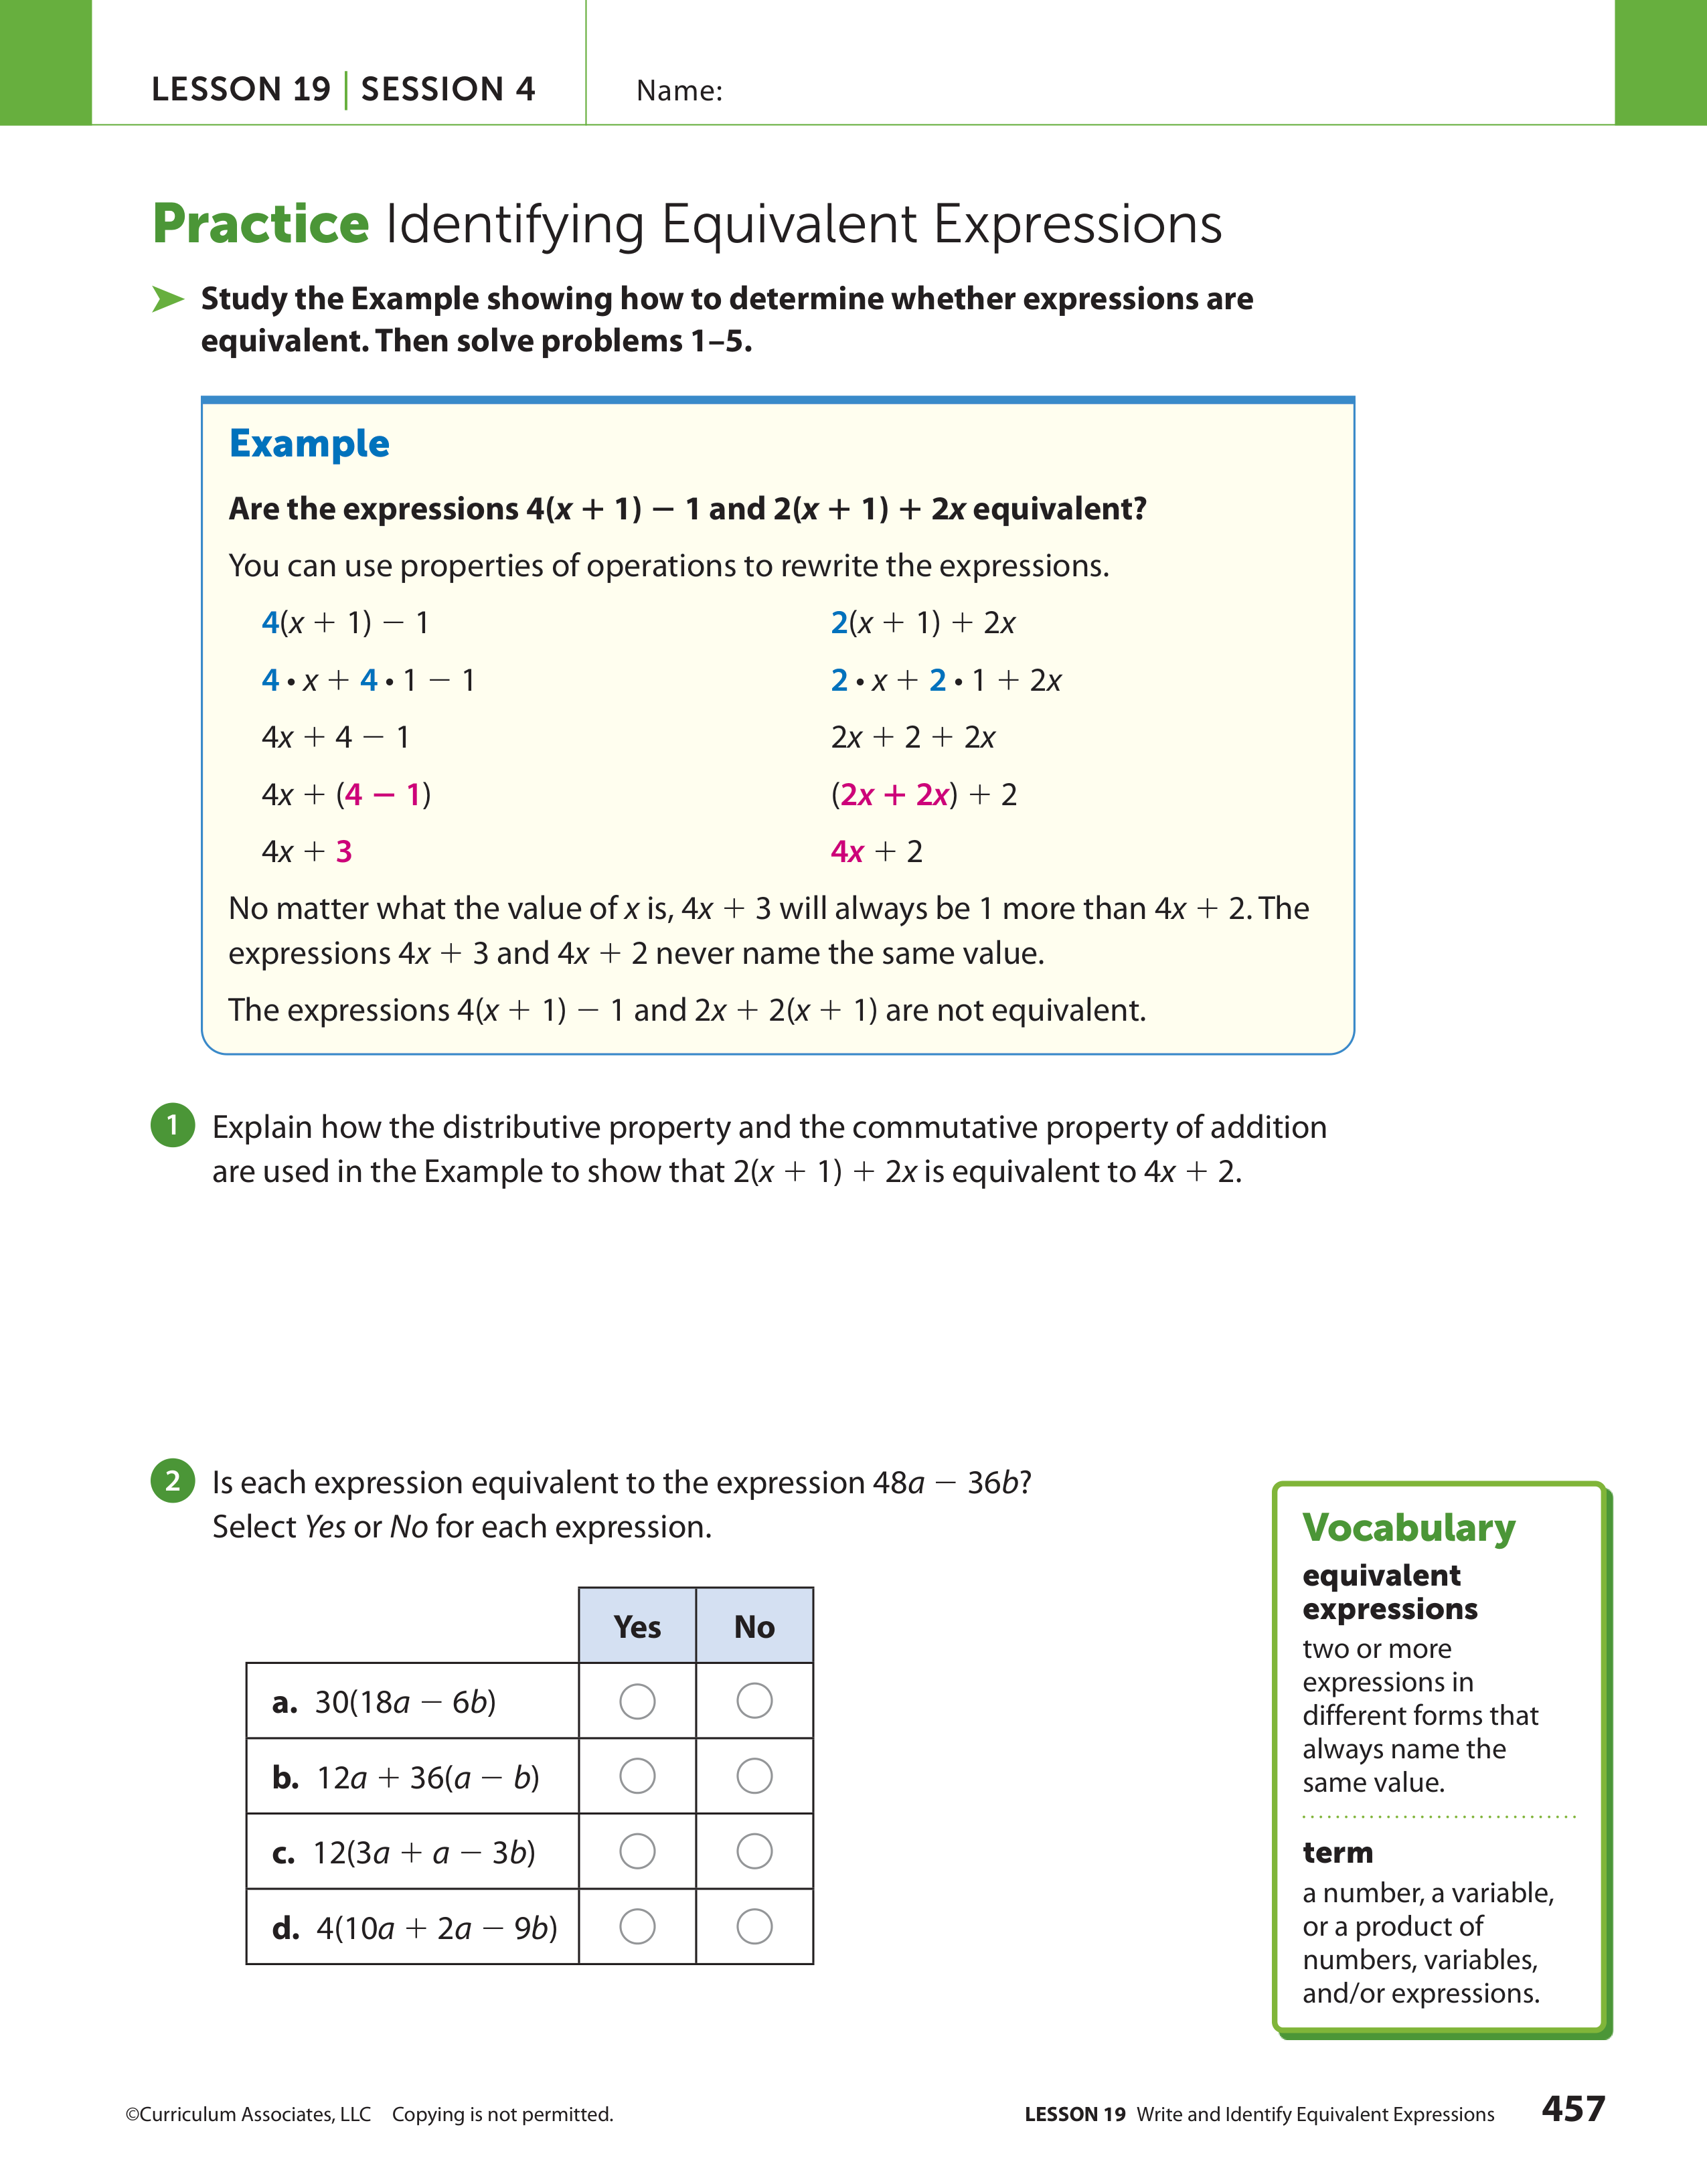 LESSON 19 | SESSION 4
Name:
Practice Identifying Equivalent Expressions
➤ Study the Example showing how to determine whether expressions are
equivalent. Then solve problems 1–5.
Example
Are the expressions 4(x + 1) − 1 and 2(x + 1) + 2x equivalent?
You can use properties of operations to rewrite the expressions.
4(x + 1) − 1    2(x + 1) + 2x
4 • x + 4 • 1 − 1    2 • x + 2 • 1 + 2x
4x + 4 − 1    2x + 2 + 2x
4x + (4 − 1)    (2x + 2x) + 2
4x + 3    4x + 2
No matter what the value of x is, 4x + 3 will always be 1 more than 4x + 2. The
expressions 4x + 3 and 4x + 2 never name the same value.
The expressions 4(x + 1) − 1 and 2x + 2(x + 1) are not equivalent.
1 Explain how the distributive property and the commutative property of addition
are used in the Example to show that 2(x + 1) + 2x is equivalent to 4x + 2.
2 Is each expression equivalent to the expression 48a − 36b?
Select Yes or No for each expression.
Yes No
a. 30(18a − 6b)
b. 12a + 36(a − b)
c. 12(3a + a − 3b)
d. 4(10a + 2a − 9b)
Vocabulary
equivalent
expressions
two or more
expressions in
different forms that
always name the
same value.
term
a number, a variable,
or a product of
numbers, variables,
and/or expressions.
©Curriculum Associates, LLC Copying is not permitted.
LESSON 19 Write and Identify Equivalent Expressions 457